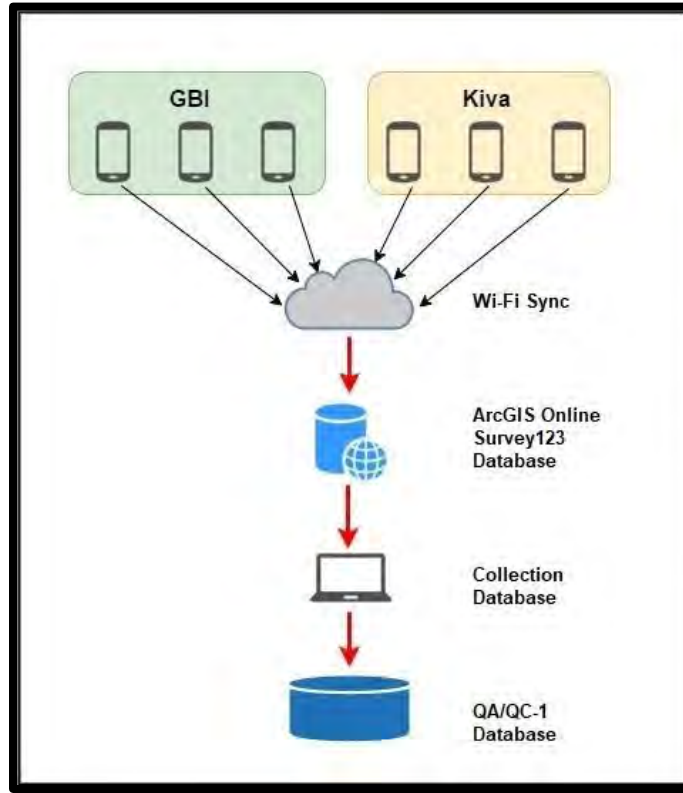 GBI
Kiva
Wi-Fi Sync
ArcGIS Online
Survey123
Database
Collection
Database
QA/QC-1
Database